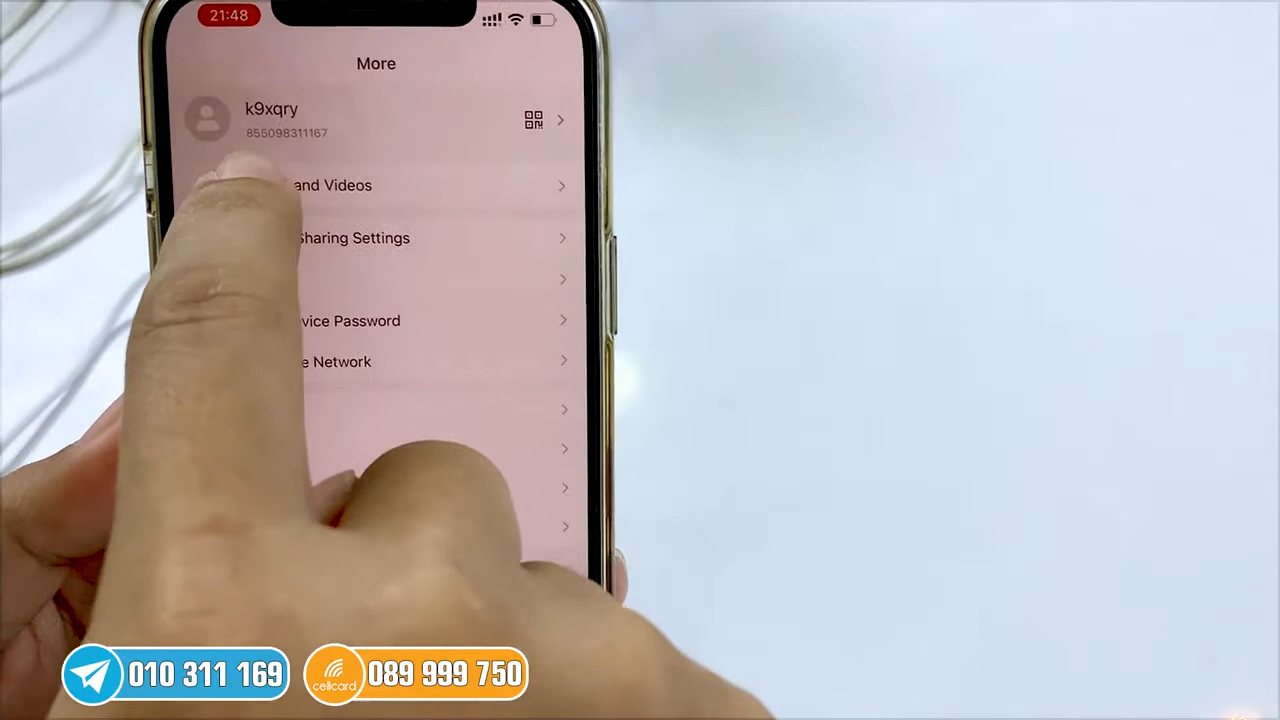 21:48
More
k9xqry
855098311167
and Videos
Sharing Settings
vice Password
e Network
010 311 169
cellcard
089 999 750